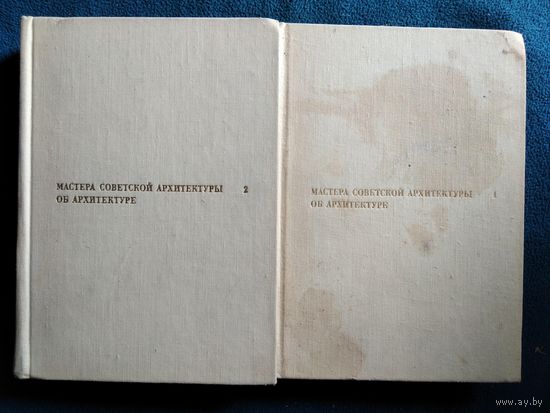 МАСТЕРА СОВЕТСКОЙ АРХИТЕКТУРЫ 2
ОБ АРХИТЕКТУРЕ
МАСТЕРА СОВЕТСКОЙ АРХИТЕКТУРЫ 1
ОБ АРХИТЕКТУРЕ
www.ay.by